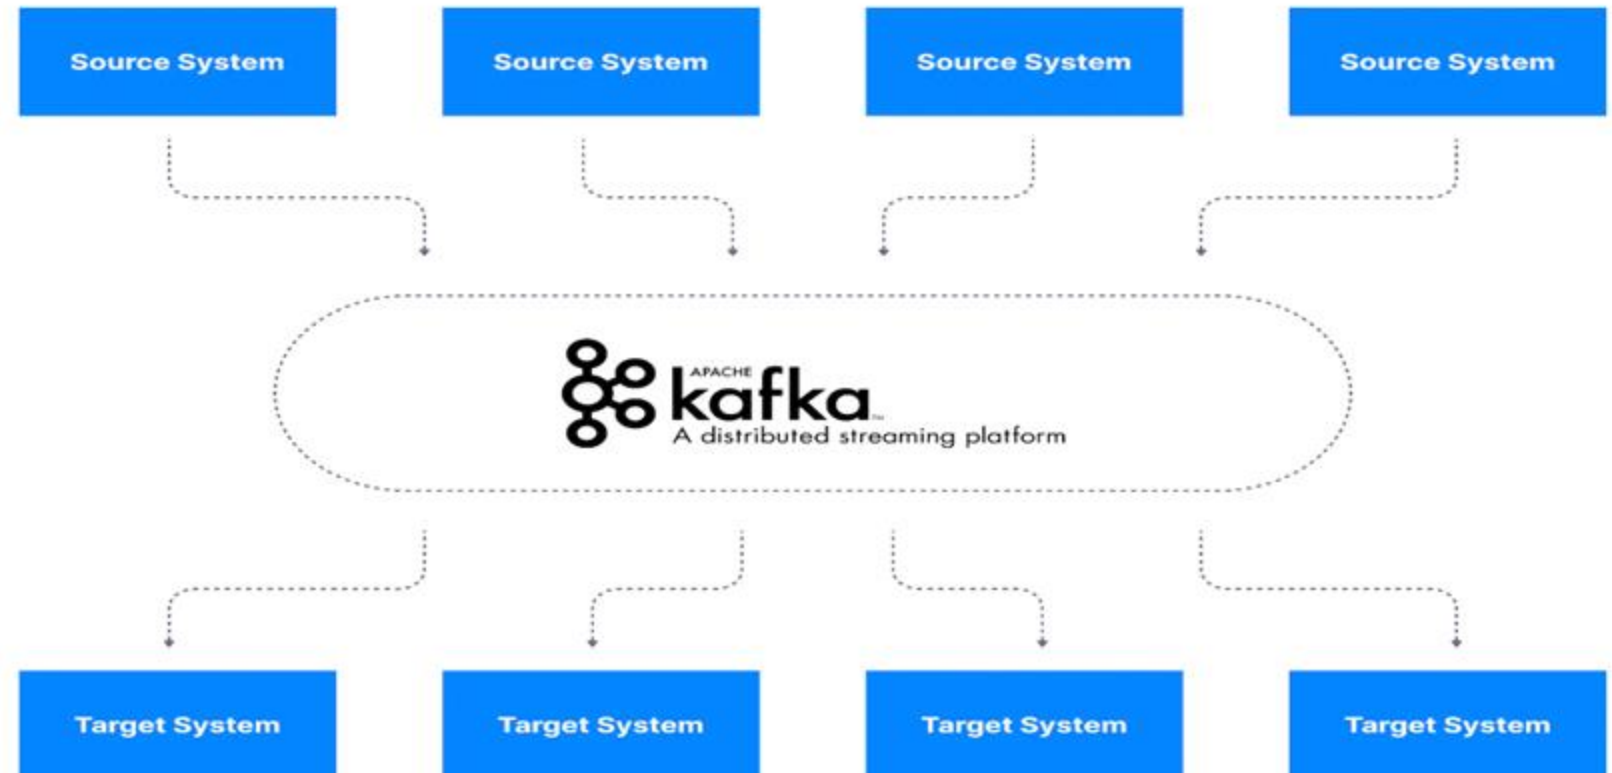 Source System
Source System
Source System
Source System
APACHE
kafka™
A distributed streaming platform
Target System
Target System
Target System
Target System